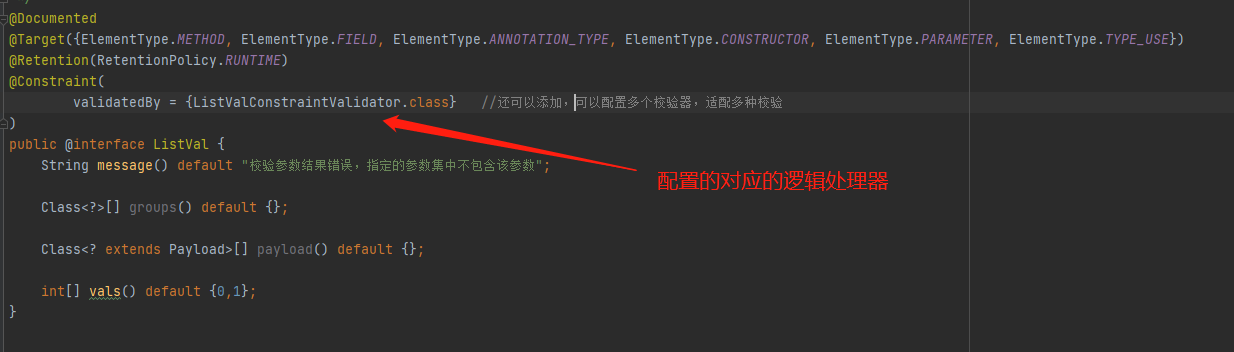 @Documented
@Target({ElementType.METHOD, ElementType.FIELD, ElementType.ANNOTATION_TYPE, ElementType.CONSTRUCTOR, ElementType.PARAMETER, ElementType.TYPE_USE})
@Retention(RetentionPolicy.RUNTIME)
@Constraint(
validatedBy = {ListValConstraintValidator.class} //还可以添加，可以配置多个校验器，适配多种校验
)
public @interface ListVal {
String message() default "校验参数结果错误，指定的参数集中不包含该参数";
配置的对应的逻辑处理器
Class<?>[] groups() default {};
Class<? extends Payload>[] payload() default {};
int[] vals() default {0,1};
}